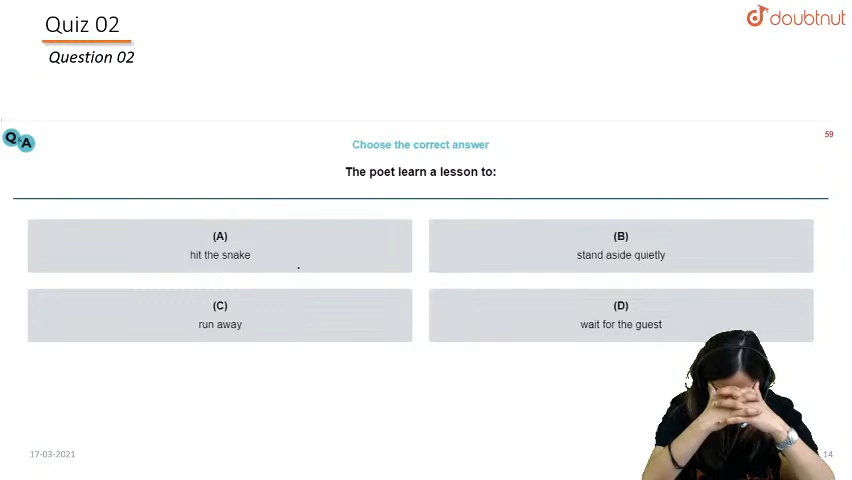 Quiz 02
doubtnut
Question 02
Q&A
59
Choose the correct answer
The poet learn a lesson to:
(A)
hit the snake
(B)
stand aside quietly
(C)
run away
(D)
wait for the guest
17-03-2021
14